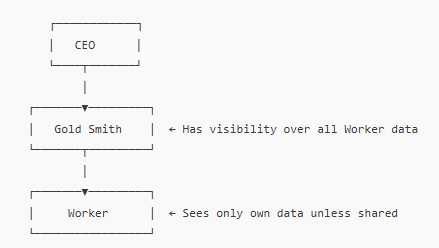 CEO
Gold Smith ← Has visibility over all Worker data
Worker ← Sees only own data unless shared